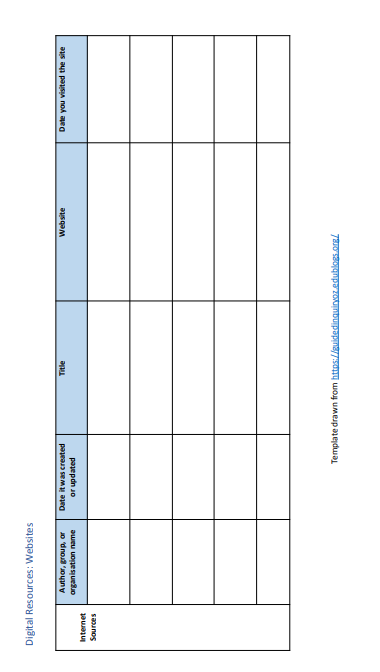 Digital Resources: Websites
Internet
Sources
Author, group, or
organisation name
Date it was created
or updated
Title
Website
Date you visited the site
Template drawn from https://guidedinquiryoz.edublogs.org/